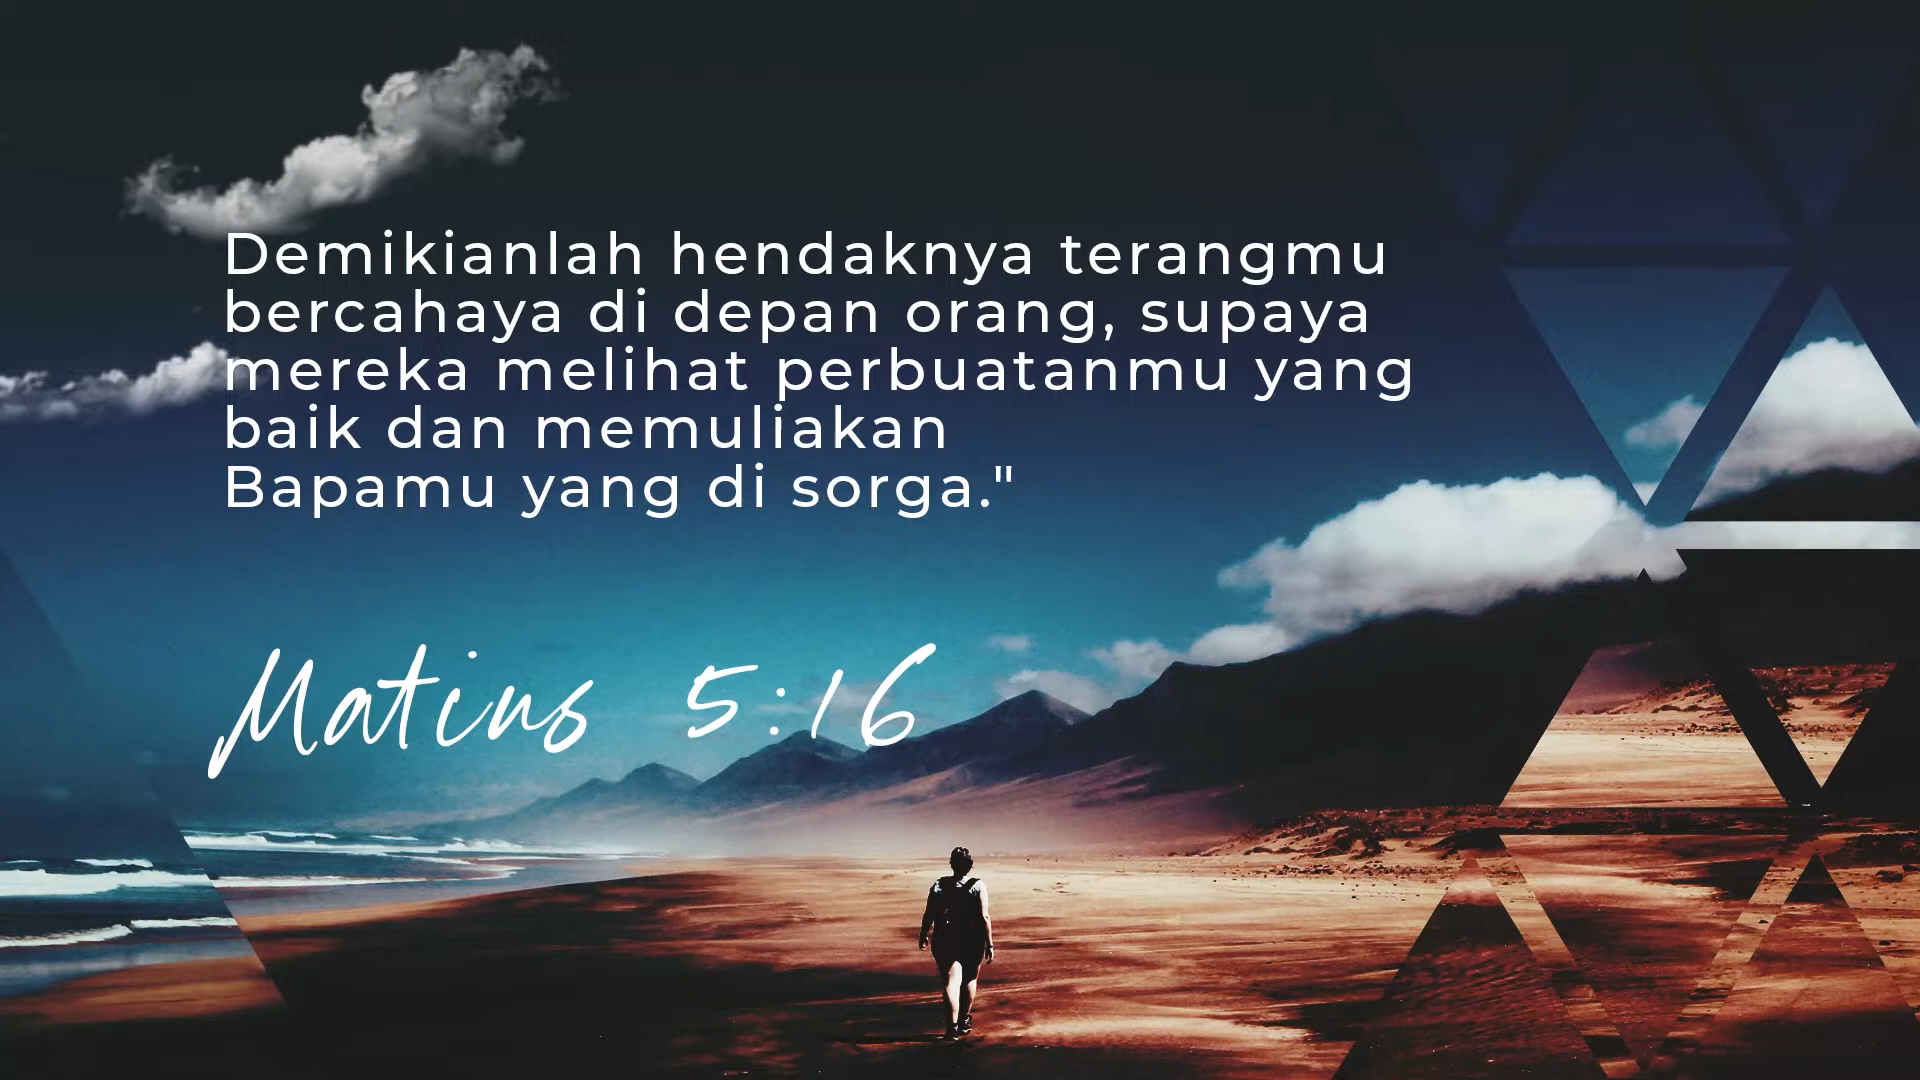 Demikianlah hendaknya terangmu
bercahaya di depan orang, supaya
mereka melihat perbuatanmu yang
baik dan memuliakan
Bapamu yang di sorga."
Matius 5:16